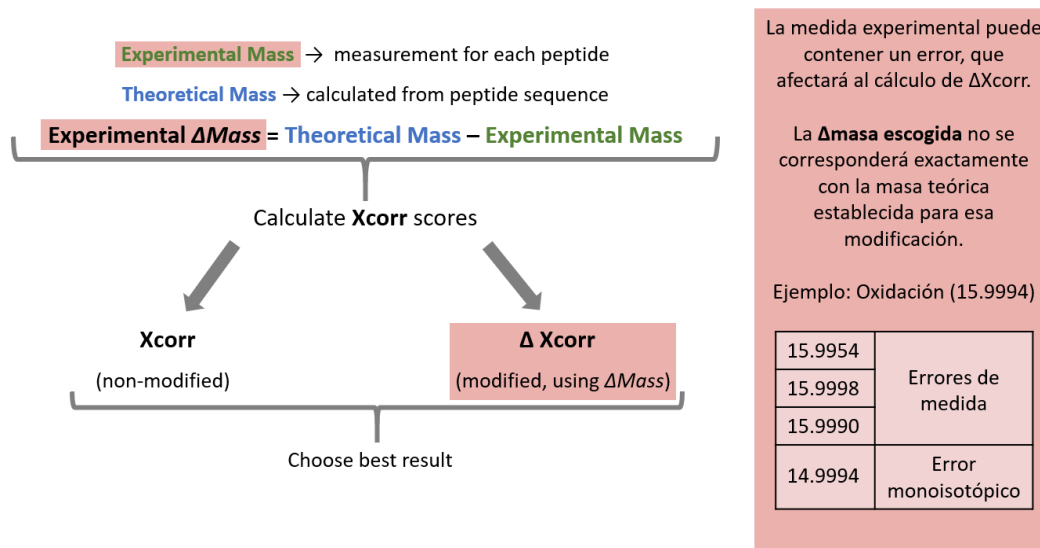 Experimental Mass → measurement for each peptide
Theoretical Mass → calculated from peptide sequence
Experimental ΔMass = Theoretical Mass – Experimental Mass
Calculate Xcorr scores
Xcorr
(non-modified)
Δ Xcorr
(modified, using ΔMass)
Choose best result
La medida experimental puede
contener un error, que
afectará al cálculo de ΔXcorr.
La Δmasa escogida no se
corresponderá exactamente
con la masa teórica
establecida para esa
modificación.
Ejemplo: Oxidación (15.9994)
15.9954
15.9998
15.9990
Errores de
medida
14.9994
Error
monoisotópico